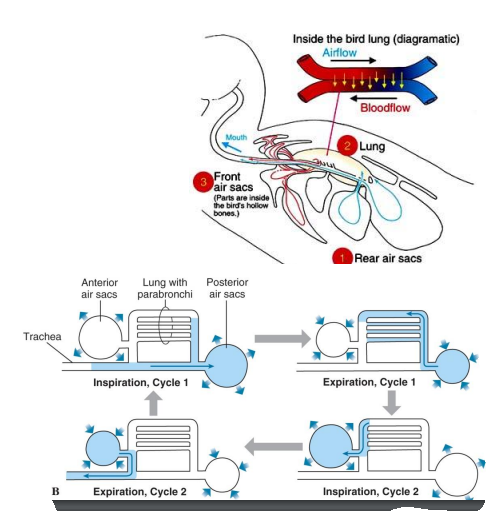 Inside the bird lung (diagramatic)
Airflow
Bloodflow
Mouth
2 Lung
3 Front
air sacs
(Parts are inside
the bird's hollow
bones.)
1 Rear air sacs
Anterior
air sacs
Lung with
parabronchi
Posterior
air sacs
Trachea
Inspiration, Cycle 1
Expiration, Cycle 1
B Expiration, Cycle 2
Inspiration, Cycle 2